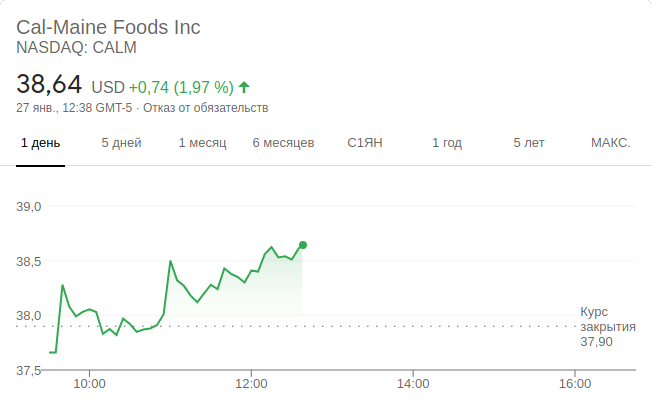 Cal-Maine Foods Inc
NASDAQ: CALM
38,64 USD +0,74 (1,97 %)
27 янв., 12:38 GMT-5 · Отказ от обязательств
1 день 5 дней 1 месяц 6 месяцев С1ЯН 1 год 5 лет МАКС.
39,0
38,5
38,0
37,5
Курс
закрытия
37,90
10:00 12:00 14:00 16:00